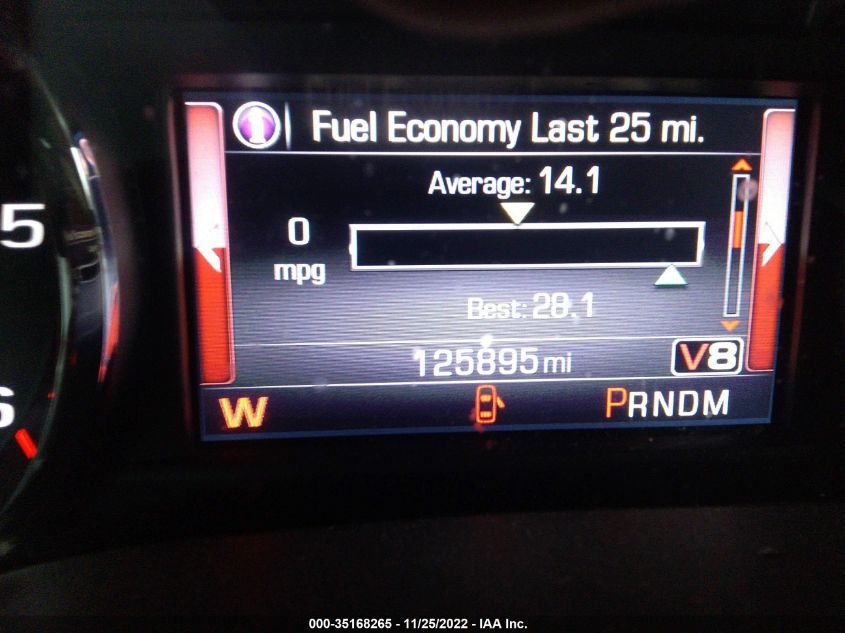 Fuel Economy Last 25 mi.
Average: 14.1
0
mpg
Best: 28.1
125895 mi
V8
W
PRNDM
5
6
000-35168265 - 11/25/2022 - IAA Inc.